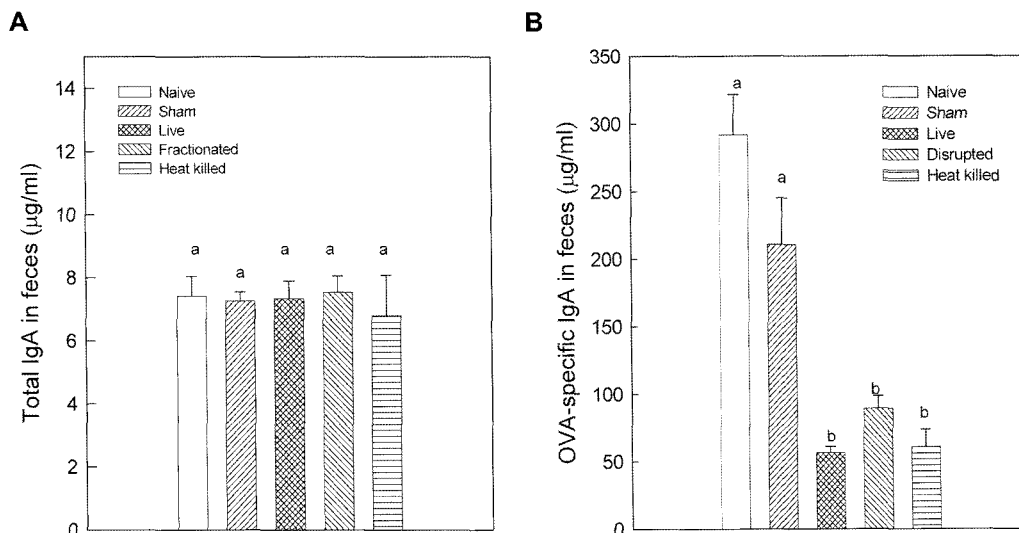 A
Total IgA in feces (μg/ml)
14
12
10
8
6
4
2
0
Naive
Sham
Live
Fractionated
Heat killed
a
a
a
a
a
B
OVA-specific IgA in feces (μg/ml)
350
300
250
200
150
100
50
0
Naive
Sham
Live
Disrupted
Heat killed
a
a
b
b
b